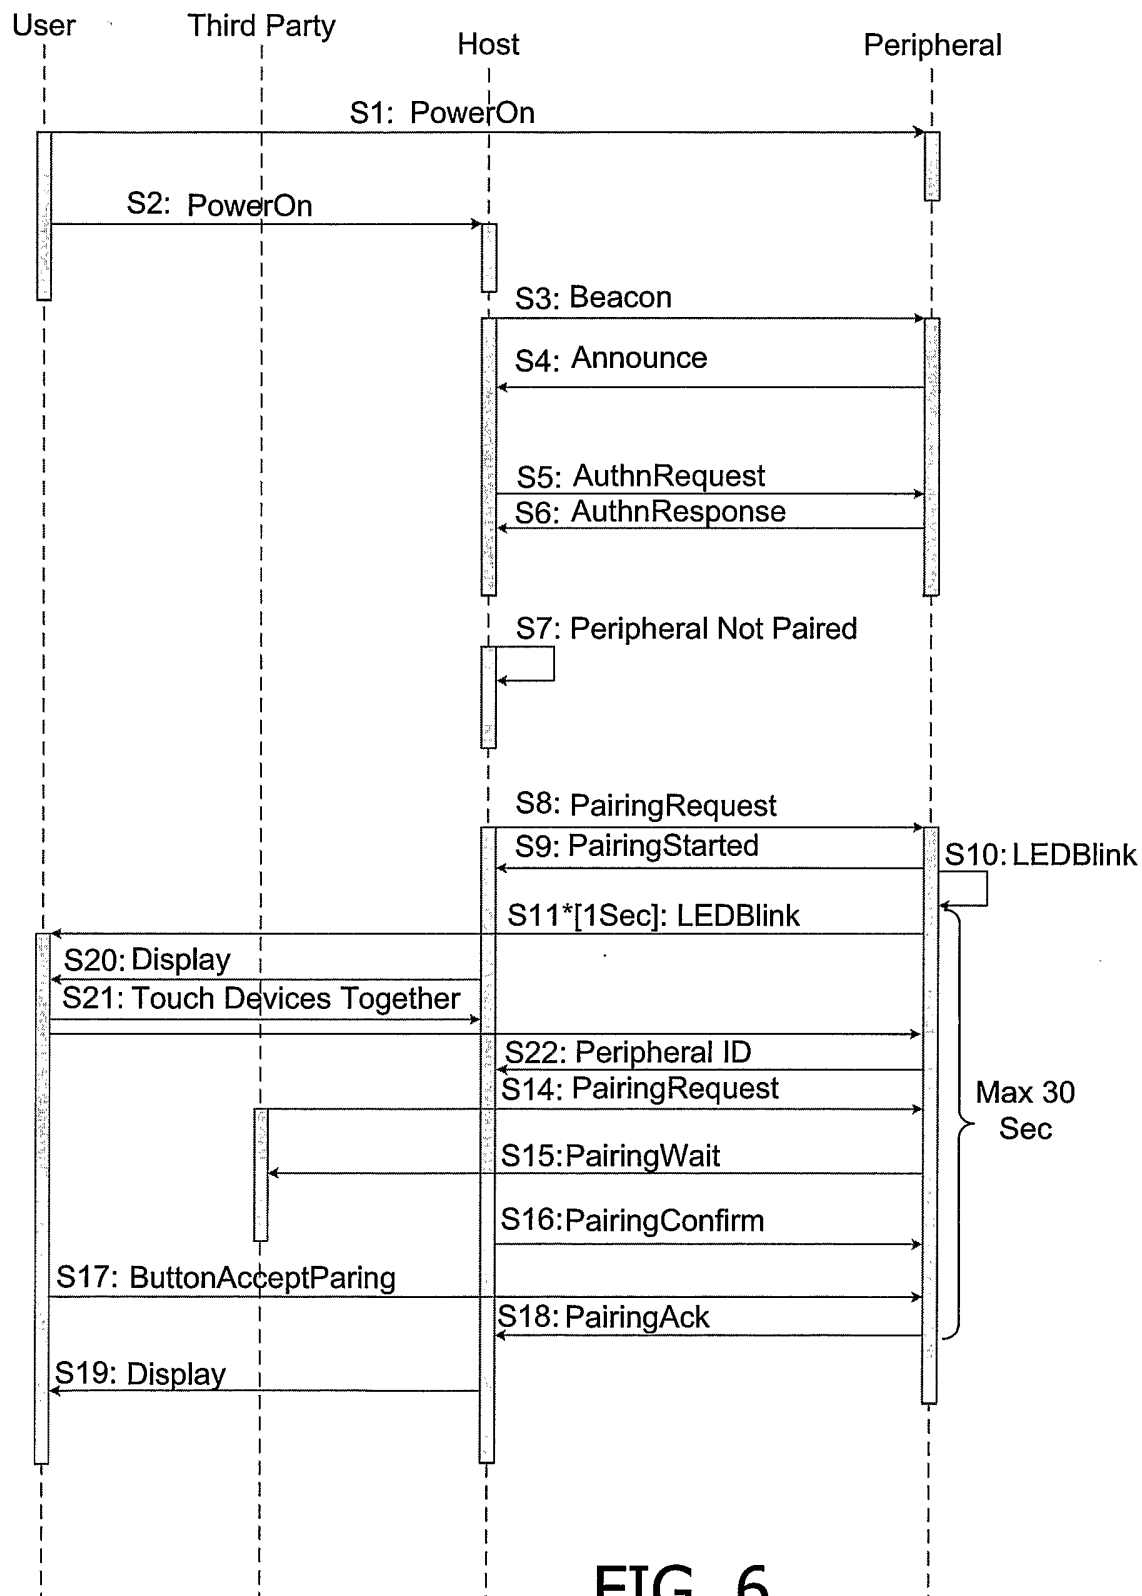 User
Third Party
Host
Peripheral
S1: PowerOn
S2: PowerOn
S3: Beacon
S4: Announce
S5: AuthnRequest
S6: AuthnResponse
S7: Peripheral Not Paired
S8: PairingRequest
S9: PairingStarted
S10: LEDBlink
S11*[1Sec]: LEDBlink
S20: Display
S21: Touch Devices Together
S22: Peripheral ID
S14: PairingRequest
Max 30
Sec
S15:PairingWait
S16:PairingConfirm
S17: ButtonAcceptParing
S18:PairingAck
S19: Display
FIG. 6